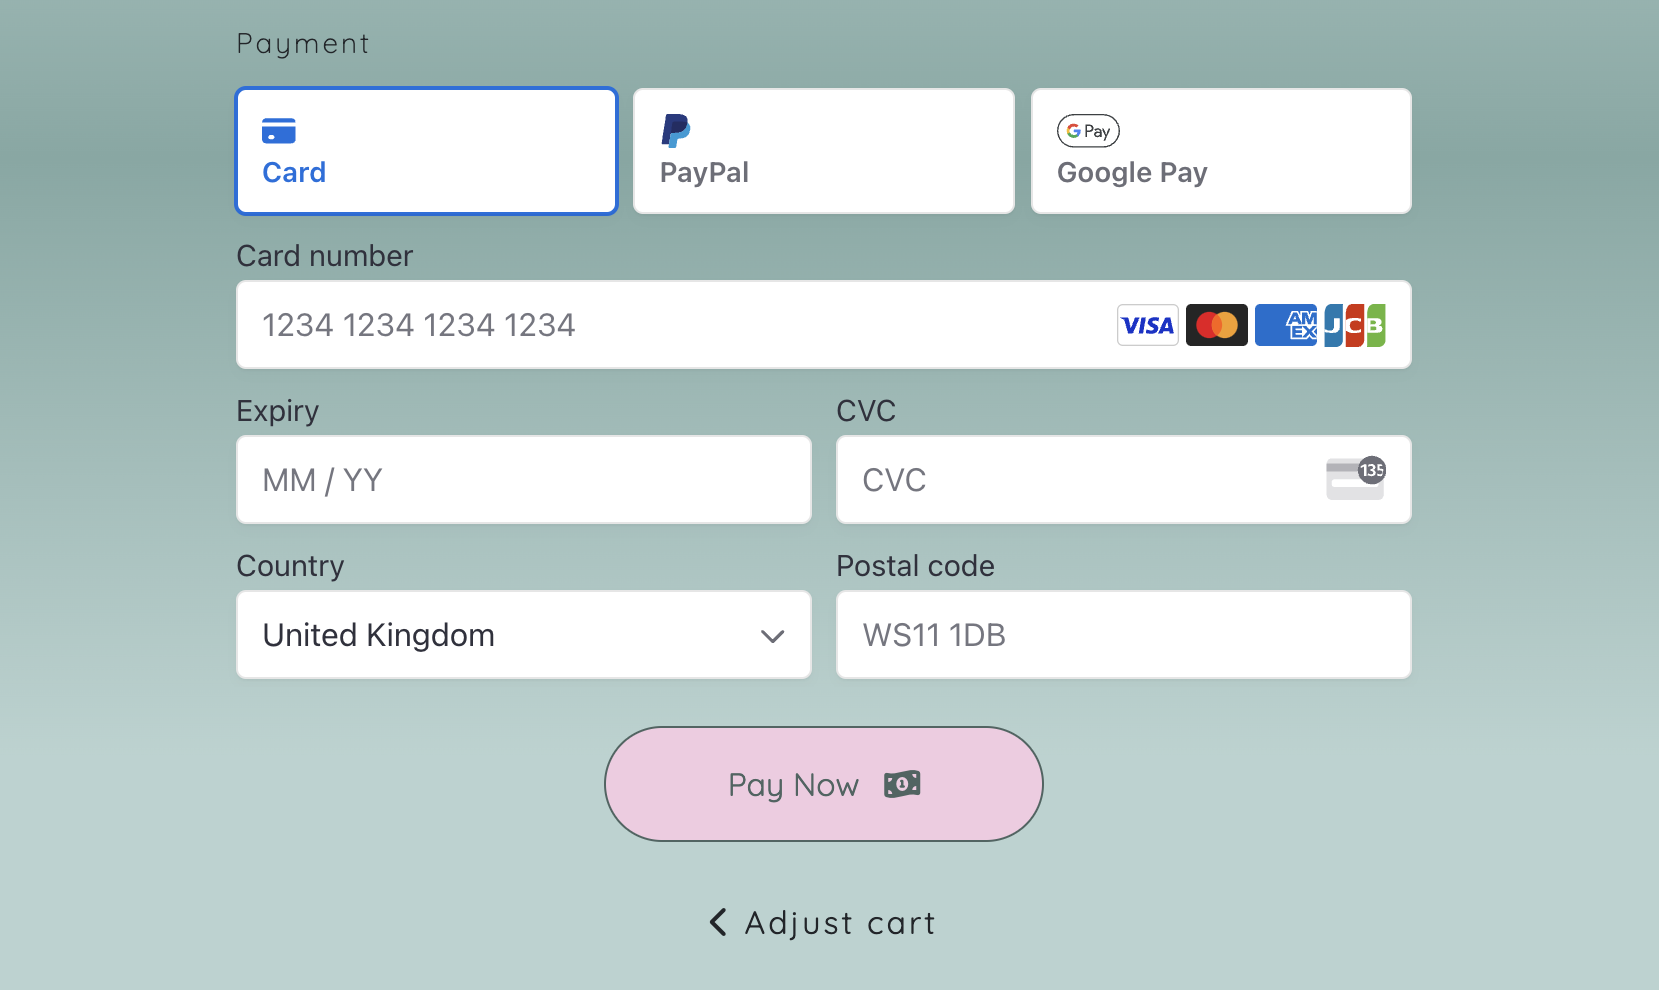 Payment
Card
PayPal
G Pay
Google Pay
Card number
1234 1234 1234 1234
VISA
AM
EX
JCB
Expiry
CVC
MM / YY
CVC
135
Country
Postal code
United Kingdom
WS11 1DB
Pay Now
1
Adjust cart